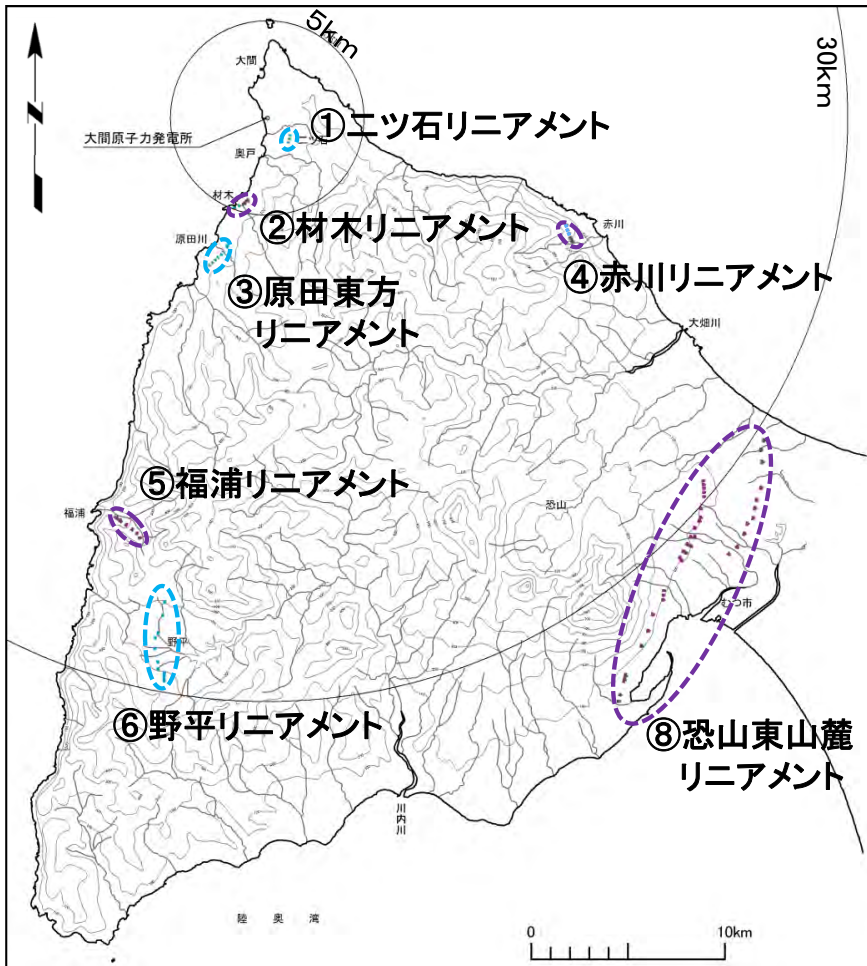 5km
30km
N
大間
①二ツ石リニアメント
大間原子力発電所
二ツ石
奥戸
材木
②材木リニアメント
赤川
原田川
④赤川リニアメント
③原田東方
リニアメント
大畑川
⑤福浦リニアメント
福浦
恐山
むつ市
野平
⑥野平リニアメント
⑧恐山東山麓
リニアメント
川内川
陸奥湾
0
10km